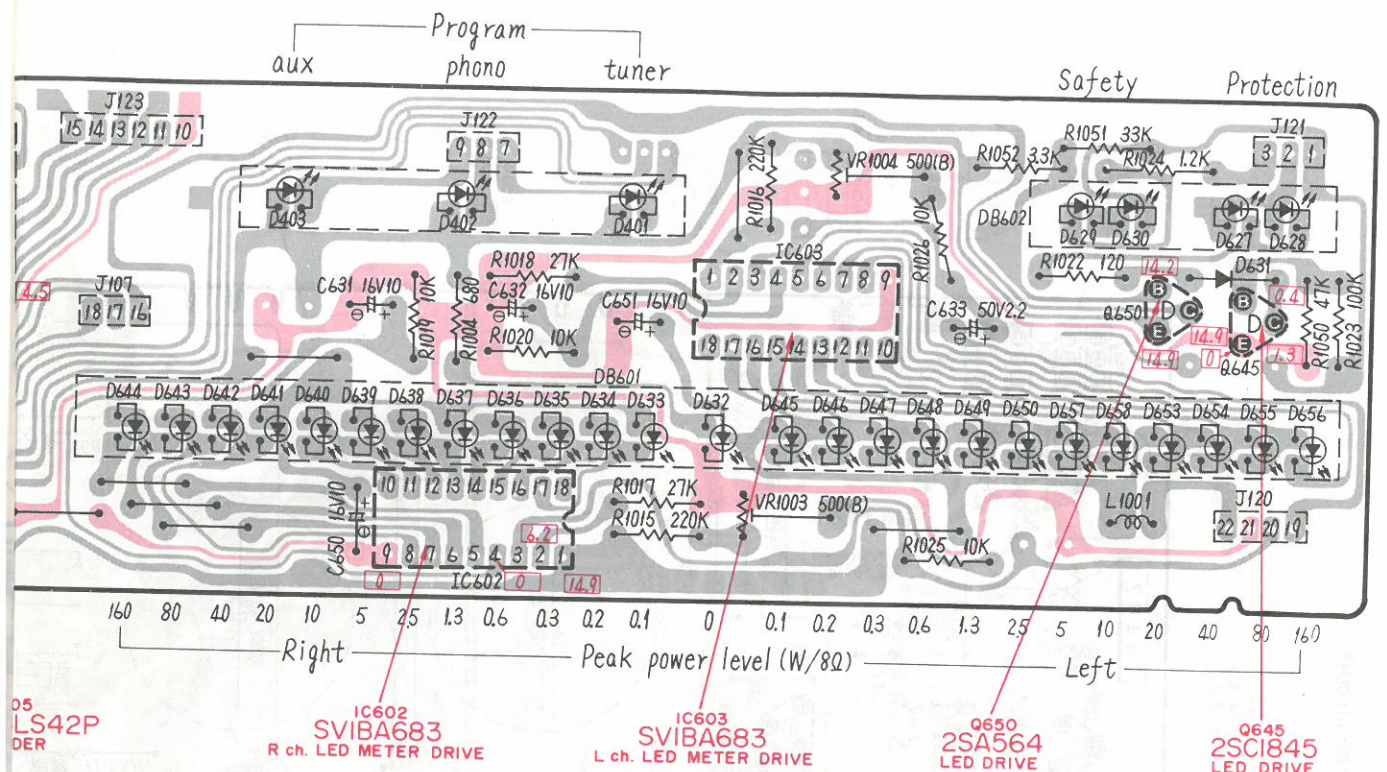 Program
aux phono tuner
Safety Protection
J123
15 14 13 12 11 10
J122
9 8 7
J121
3 2 1
R1051 33K
R1052 3.3K
R1024 1.2K
220K
R1016
VR1004 500(B)
D403
D402
D401
10K
R1026
DB602
D629 D630 D627 D628
IC603
1 2 3 4 5 6 7 8 9
18 17 16 15 14 13 12 11 10
R1018 27K
C631 16V10
C632 16V10
C651 16V10
10K
R1019
680
R1004
R1020 10K
C633 50V2.2
R1022 120
14.2
D631
B
D C
E
Q650
14.9
B
D C
E
Q645
0.4
14.9
0
1.3
47K
R1050
100K
R1023
4.5
J107
18 17 16
DB601
D644 D643 D642 D641 D640 D639 D638 D637 D636 D635 D634 D633 D632 D645 D646 D647 D648 D649 D650 D657 D658 D653 D654 D655 D656
10 11 12 13 14 15 16 17 18
16V10
C650
9 8 7 6 5 4 3 2 1
6.2
0
IC602
0
14.9
R1017 27K
R1015 220K
VR1003 500(B)
R1025 10K
L1001
J120
22 21 20 19
160 80 40 20 10 5 2.5 1.3 0.6 0.3 0.2 0.1 0 0.1 0.2 0.3 0.6 1.3 2.5 5 10 20 40 80 160
Right Peak power level (W/8Ω) Left
05
LS42P
DER
IC602
SVIBA683
R ch. LED METER DRIVE
IC603
SVIBA683
L ch. LED METER DRIVE
Q650
2SA564
LED DRIVE
Q645
2SC1845
LED DRIVE